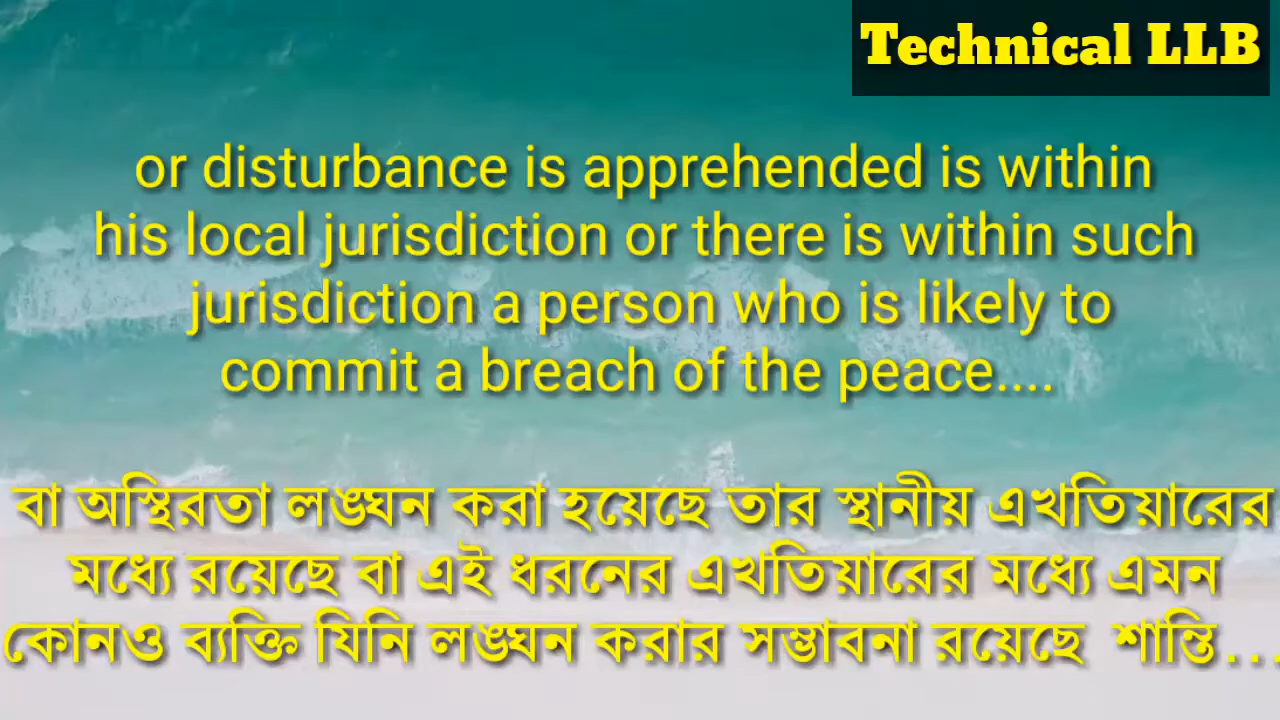 Technical LLB
or disturbance is apprehended is within
his local jurisdiction or there is within such
jurisdiction a person who is likely to
commit a breach of the peace....
বা অস্থিরতা লঙ্ঘন করা হয়েছে তার স্থানীয় এখতিয়ারের
মধ্যে রয়েছে বা এই ধরনের এখতিয়ারের মধ্যে এমন
কোনও ব্যক্তি যিনি লঙ্ঘন করার সম্ভাবনা রয়েছে শান্তি...